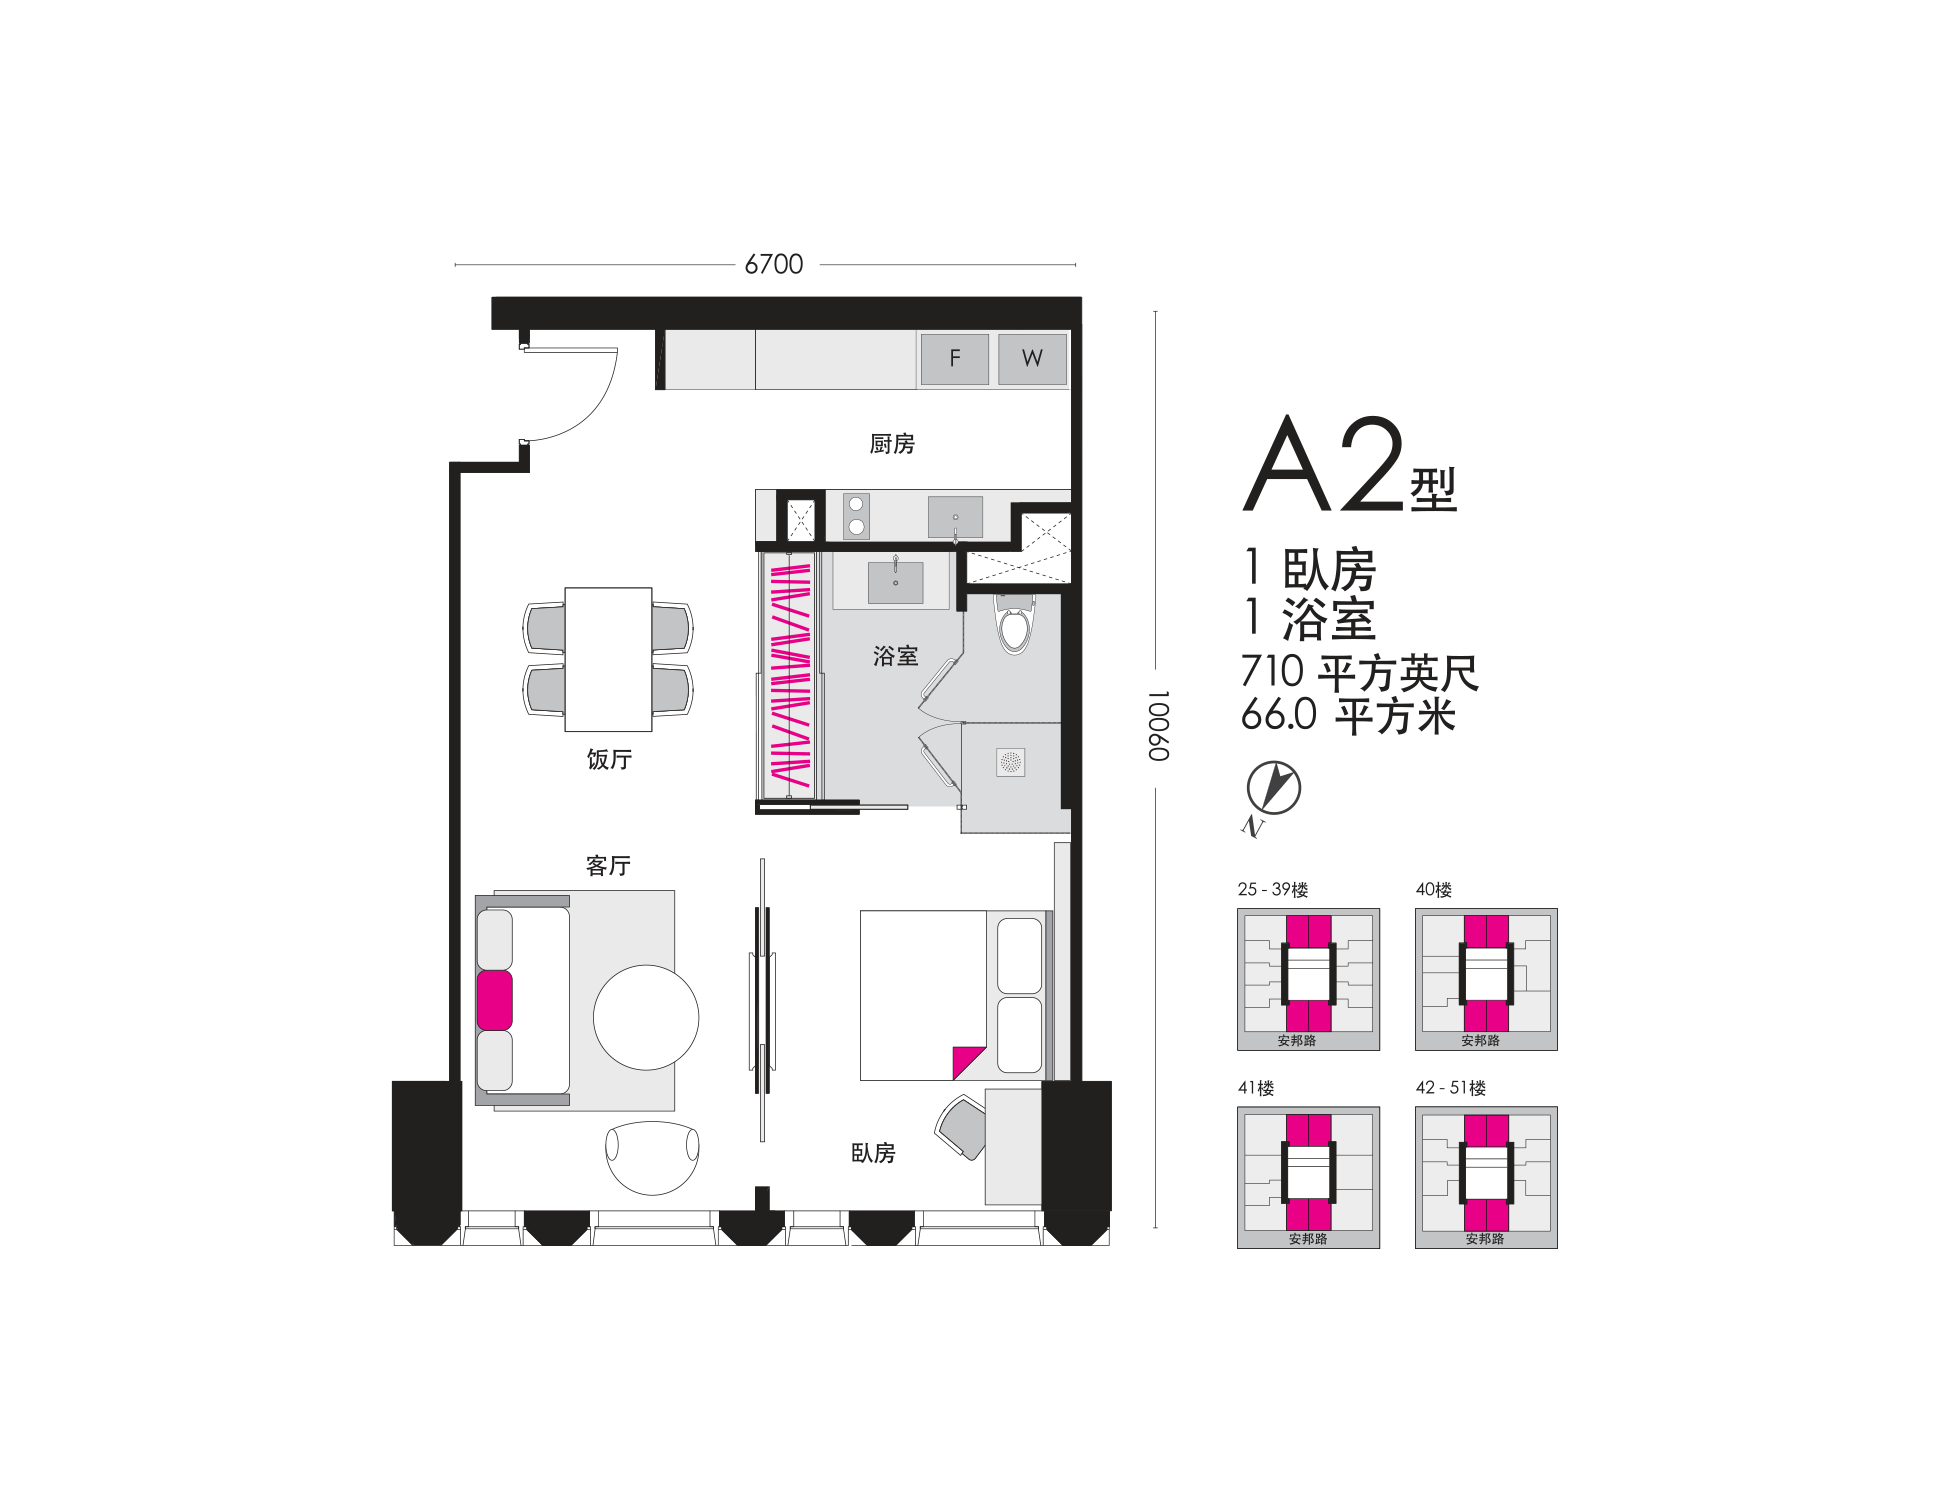 6700
F
W
厨房
浴室
饭厅
客厅
卧房
10060
A2型
1 卧房
1 浴室
710 平方英尺
66.0 平方米
N
25 - 39楼
安邦路
40楼
安邦路
41楼
安邦路
42 - 51楼
安邦路